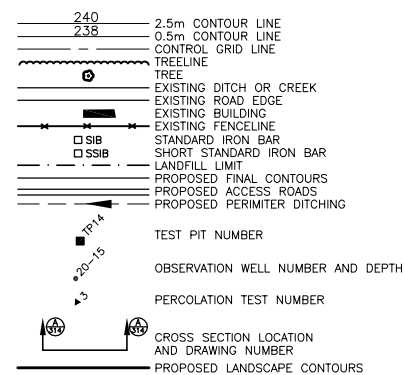 240
2.5m CONTOUR LINE
238
0.5m CONTOUR LINE
CONTROL GRID LINE
TREELINE
TREE
EXISTING DITCH OR CREEK
EXISTING ROAD EDGE
EXISTING BUILDING
EXISTING FENCELINE
SIB STANDARD IRON BAR
SSIB SHORT STANDARD IRON BAR
LANDFILL LIMIT
PROPOSED FINAL CONTOURS
PROPOSED ACCESS ROADS
PROPOSED PERIMITER DITCHING
TP14 TEST PIT NUMBER
20-15 OBSERVATION WELL NUMBER AND DEPTH
3 PERCOLATION TEST NUMBER
A 314 A 314
CROSS SECTION LOCATION
AND DRAWING NUMBER
PROPOSED LANDSCAPE CONTOURS